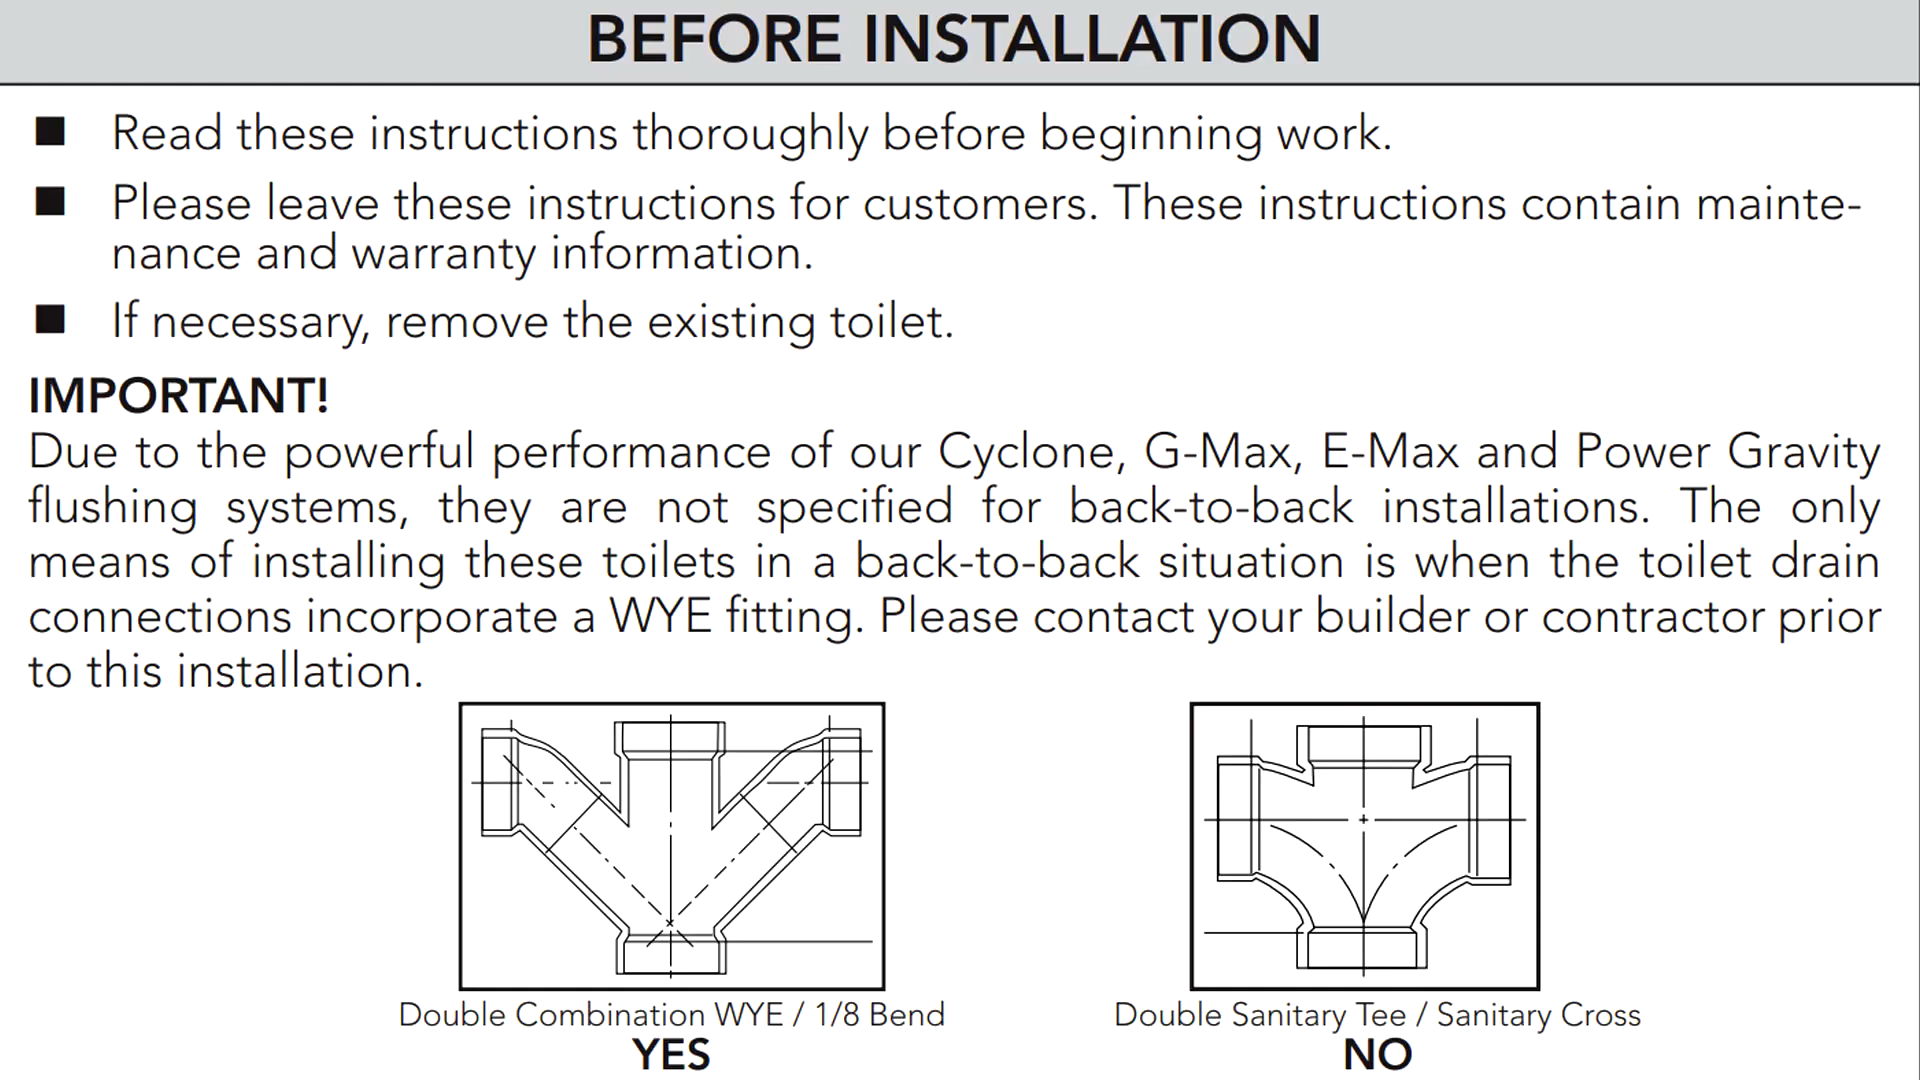 BEFORE INSTALLATION
■ Read these instructions thoroughly before beginning work.
■ Please leave these instructions for customers. These instructions contain mainte-
nance and warranty information.
■ If necessary, remove the existing toilet.
IMPORTANT!
Due to the powerful performance of our Cyclone, G-Max, E-Max and Power Gravity
flushing systems, they are not specified for back-to-back installations. The only
means of installing these toilets in a back-to-back situation is when the toilet drain
connections incorporate a WYE fitting. Please contact your builder or contractor prior
to this installation.
Double Combination WYE / 1/8 Bend
YES
Double Sanitary Tee / Sanitary Cross
NO